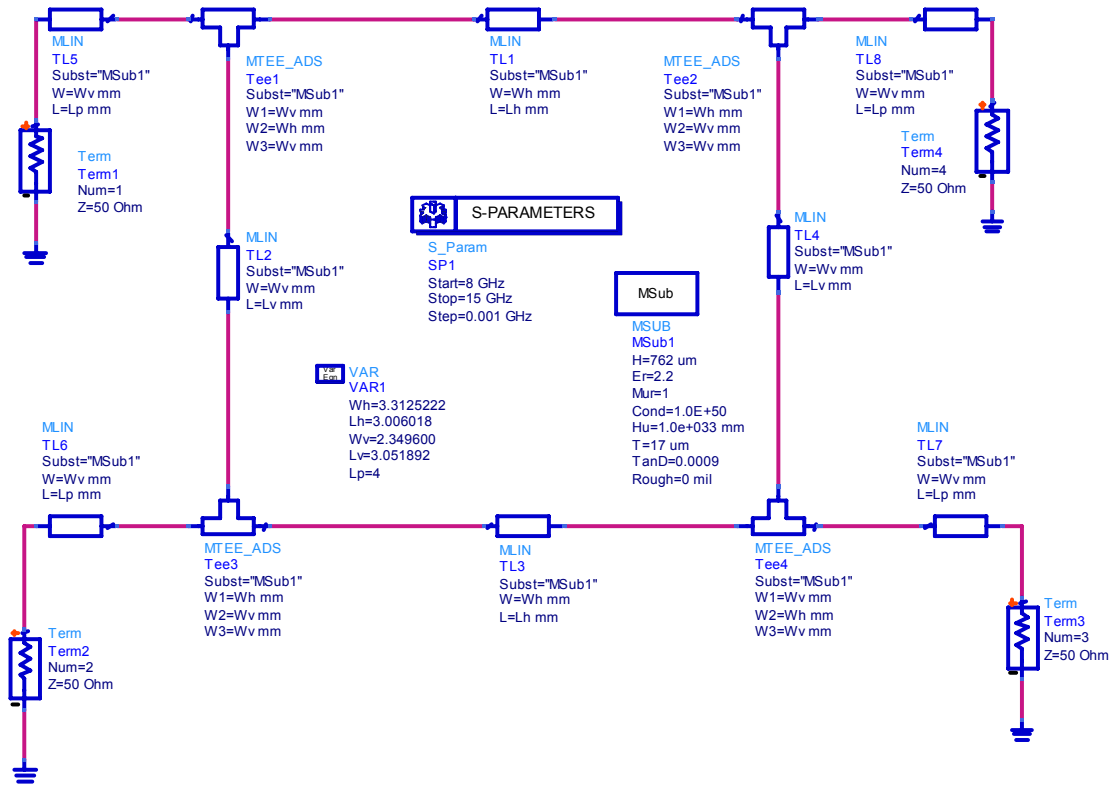 MLIN
TL5
Subst="MSub1"
W=Wv mm
L=Lp mm
MTEE_ADS
Tee1
Subst="MSub1"
W1=Wv mm
W2=Wh mm
W3=Wv mm
MLIN
TL1
Subst="MSub1"
W=Wh mm
L=Lh mm
MTEE_ADS
Tee2
Subst="MSub1"
W1=Wh mm
W2=Wv mm
W3=Wv mm
MLIN
TL8
Subst="MSub1"
W=Wv mm
L=Lp mm
Term
Term1
Num=1
Z=50 Ohm
Term
Term4
Num=4
Z=50 Ohm
S-PARAMETERS
S_Param
SP1
Start=8 GHz
Stop=15 GHz
Step=0.001 GHz
MLIN
TL2
Subst="MSub1"
W=Wv mm
L=Lv mm
MLIN
TL4
Subst="MSub1"
W=Wv mm
L=Lv mm
MSub
MSUB
MSub1
H=762 um
Er=2.2
Mur=1
Cond=1.0E+50
Hu=1.0e+033 mm
T=17 um
TanD=0.0009
Rough=0 mil
Var
Eqn
VAR
VAR1
Wh=3.3125222
Lh=3.006018
Wv=2.349600
Lv=3.051892
Lp=4
MLIN
TL6
Subst="MSub1"
W=Wv mm
L=Lp mm
MLIN
TL7
Subst="MSub1"
W=Wv mm
L=Lp mm
MTEE_ADS
Tee3
Subst="MSub1"
W1=Wh mm
W2=Wv mm
W3=Wv mm
MLIN
TL3
Subst="MSub1"
W=Wh mm
L=Lh mm
MTEE_ADS
Tee4
Subst="MSub1"
W1=Wv mm
W2=Wh mm
W3=Wv mm
Term
Term2
Num=2
Z=50 Ohm
Term
Term3
Num=3
Z=50 Ohm